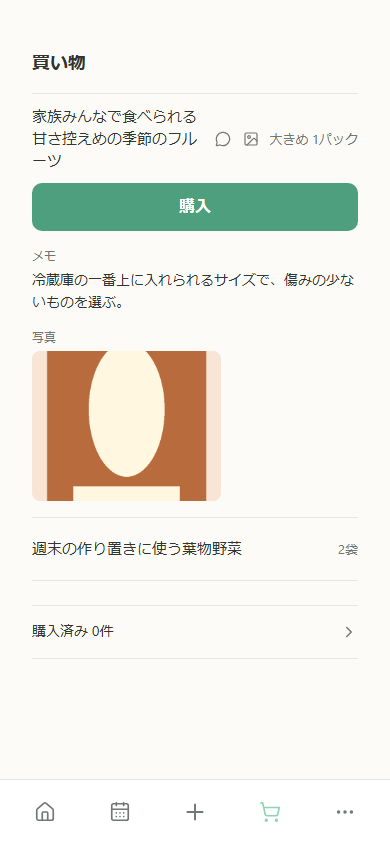 買い物
家族みんなで食べられる
甘さ控えめの季節のフル
ーツ
大きめ 1パック
購入
メモ
冷蔵庫の一番上に入れられるサイズで、傷みの少な
いものを選ぶ。
写真
週末の作り置きに使う葉物野菜
2袋
購入済み 0件